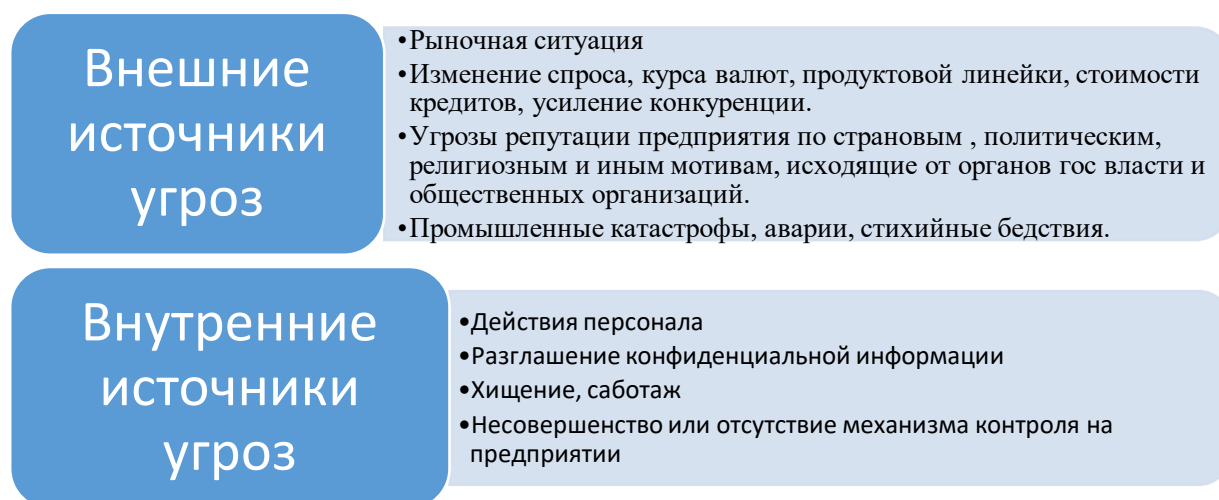 Внешние
источники
угроз
•Рыночная ситуация
•Изменение спроса, курса валют, продуктовой линейки, стоимости
кредитов, усиление конкуренции.
•Угрозы репутации предприятия по страновым , политическим,
религиозным и иным мотивам, исходящие от органов гос власти и
общественных организаций.
•Промышленные катастрофы, аварии, стихийные бедствия.
Внутренние
источники
угроз
•Действия персонала
•Разглашение конфиденциальной информации
•Хищение, саботаж
•Несовершенство или отсутствие механизма контроля на
предприятии